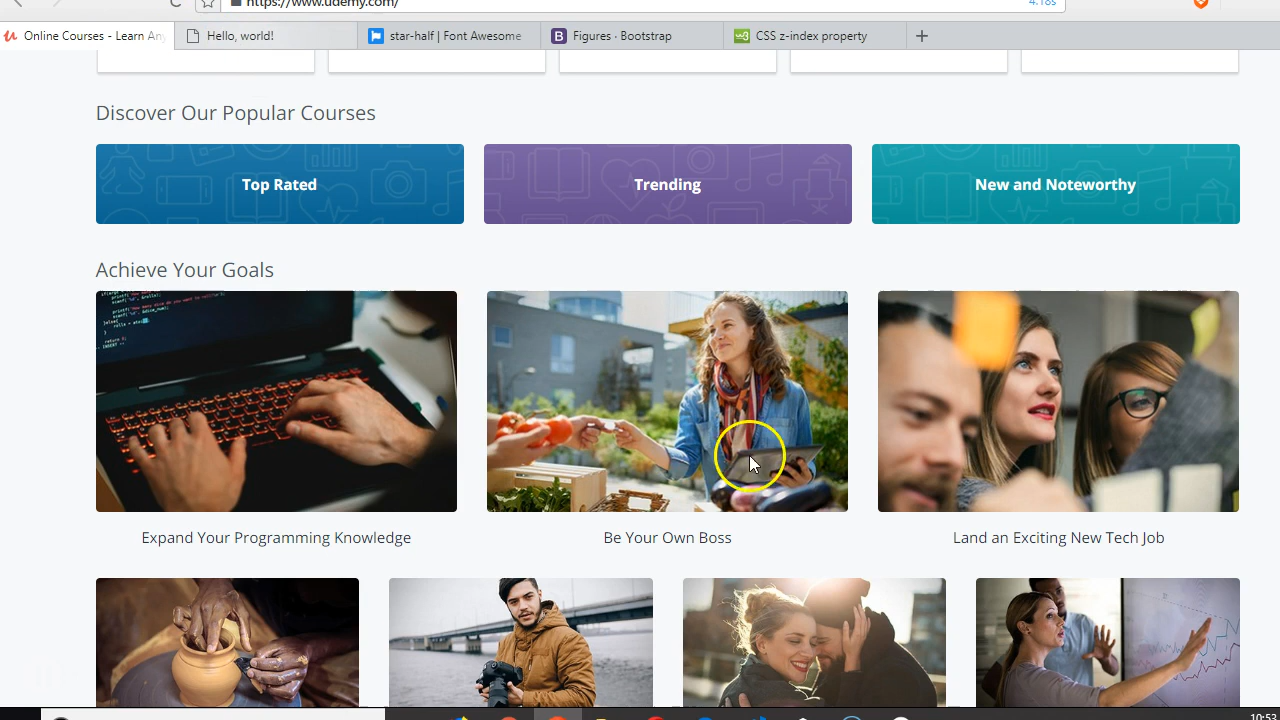 https://www.udemy.com/
4.18s
Online Courses - Learn Any
Hello, world!
star-half | Font Awesome
Figures · Bootstrap
CSS z-index property
Discover Our Popular Courses
Top Rated
Trending
New and Noteworthy
Achieve Your Goals
Expand Your Programming Knowledge
Be Your Own Boss
Land an Exciting New Tech Job
10:53